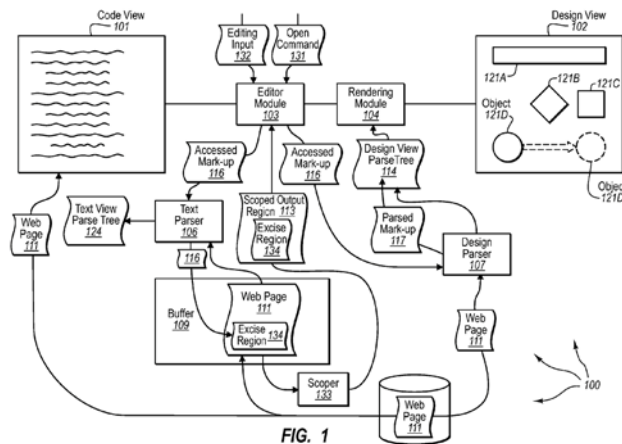 Code View
101
Editing
Input
132
Open
Command
131
Design View
102
121A
121B
121C
Object
121D
Object
121D
Editor
Module
103
Rendering
Module
104
Accessed
Mark-up
116
Accessed
Mark-up
116
Design View
ParseTree
114
Scoped Output
Region 113
Excise
Region
134
Parsed
Mark-up
117
Web
Page
111
Text View
Parse Tree
124
Text
Parser
106
Design
Parser
107
116
Buffer
109
Web Page
111
Excise
Region 134
Web
Page
111
Scoper
133
Web
Page
111
100
FIG. 1